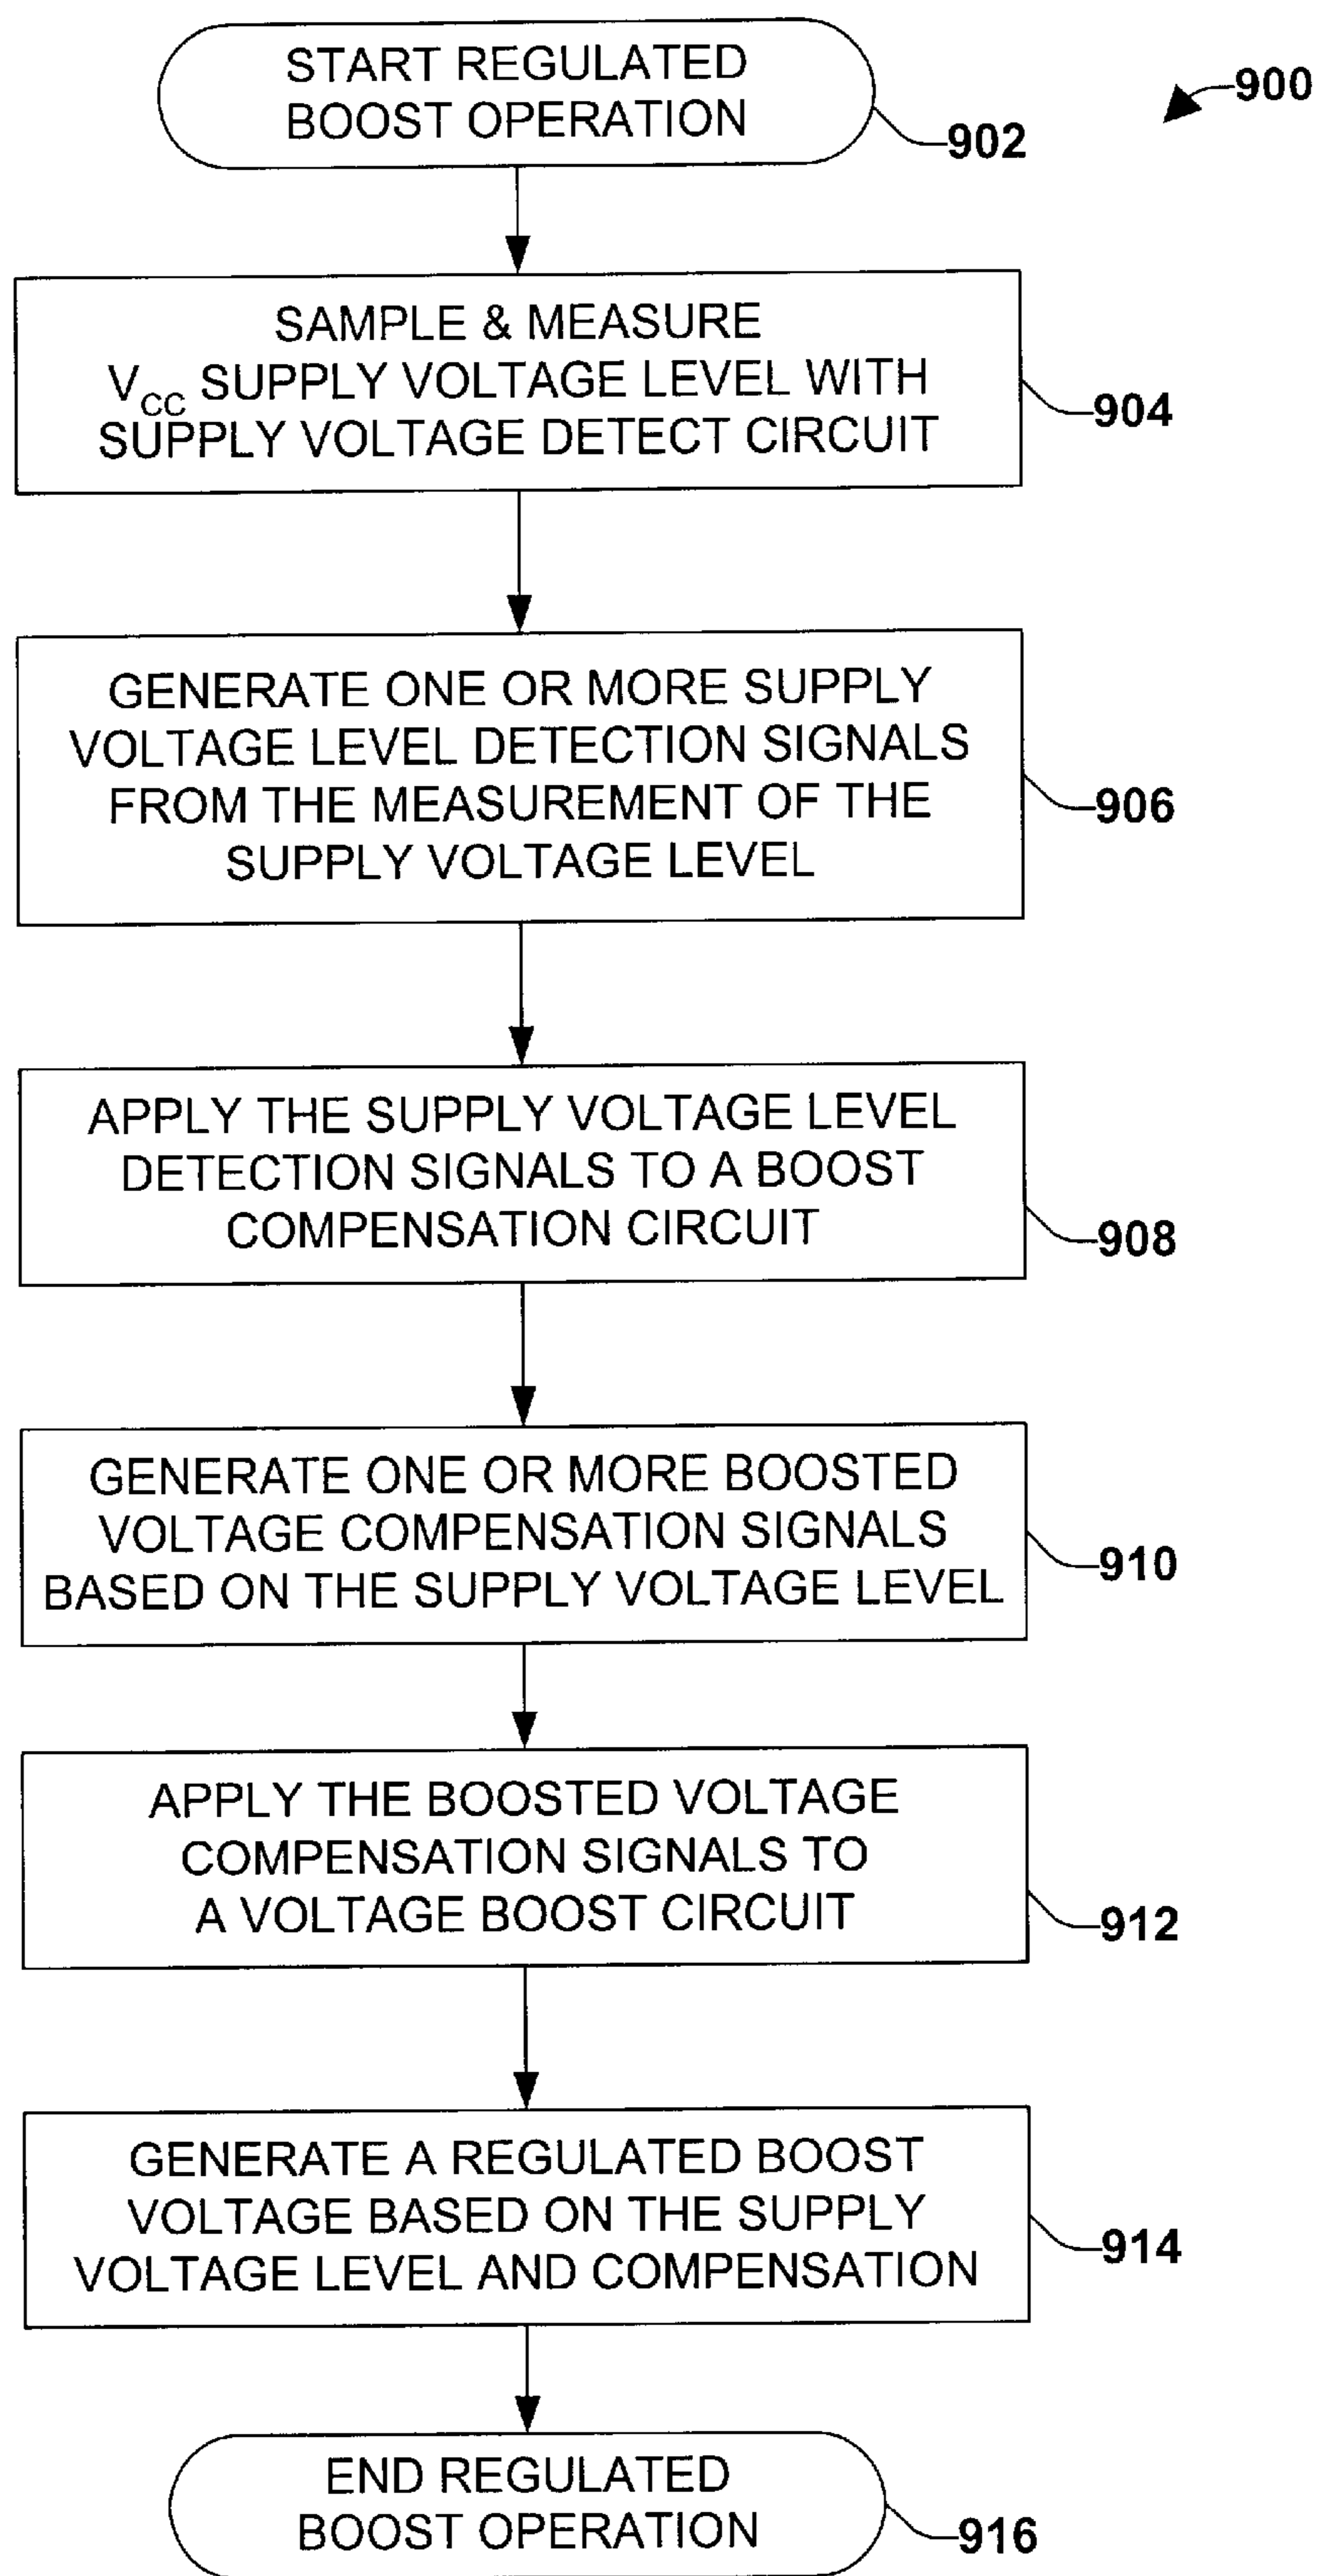 START REGULATED
BOOST OPERATION
900
902
SAMPLE & MEASURE
VCC SUPPLY VOLTAGE LEVEL WITH
SUPPLY VOLTAGE DETECT CIRCUIT
904
GENERATE ONE OR MORE SUPPLY
VOLTAGE LEVEL DETECTION SIGNALS
FROM THE MEASUREMENT OF THE
SUPPLY VOLTAGE LEVEL
906
APPLY THE SUPPLY VOLTAGE LEVEL
DETECTION SIGNALS TO A BOOST
COMPENSATION CIRCUIT
908
GENERATE ONE OR MORE BOOSTED
VOLTAGE COMPENSATION SIGNALS
BASED ON THE SUPPLY VOLTAGE LEVEL
910
APPLY THE BOOSTED VOLTAGE
COMPENSATION SIGNALS TO
A VOLTAGE BOOST CIRCUIT
912
GENERATE A REGULATED BOOST
VOLTAGE BASED ON THE SUPPLY
VOLTAGE LEVEL AND COMPENSATION
914
END REGULATED
BOOST OPERATION
916